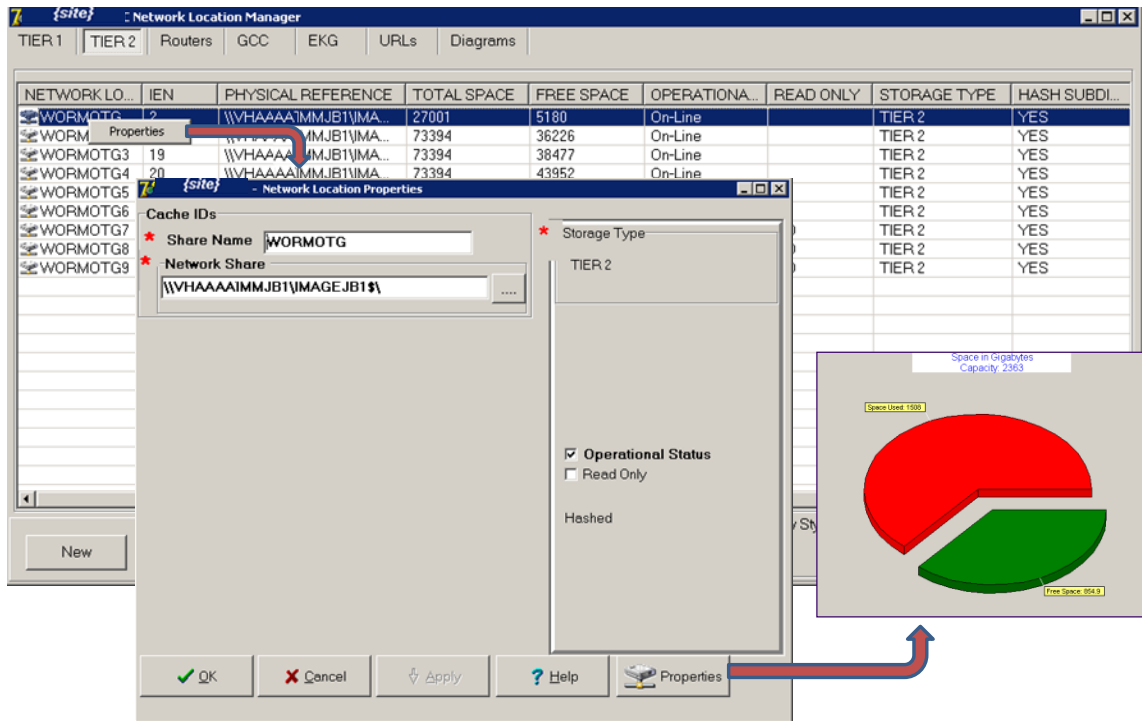 {site} : Network Location Manager
TIER 1 TIER 2 Routers GCC EKG URLs Diagrams
NETWORK LO... IEN PHYSICAL REFERENCE TOTAL SPACE FREE SPACE OPERATIONA... READ ONLY STORAGE TYPE HASH SUBDI...
WORMOTG 2 \\VHAAAAIMMJB1\IMA... 27001 5180 On-Line TIER 2 YES
WORM 73394 36226 On-Line TIER 2 YES
Properties
WORMOTG3 19 \\VHAAAAIMMJB1\IMA... 73394 38477 On-Line TIER 2 YES
WORMOTG4 20 \\VHAAAAIMMJB1\IMA... 73394 43952 On-Line TIER 2 YES
WORMOTG5 TIER 2 YES
WORMOTG6 TIER 2 YES
WORMOTG7 TIER 2 YES
WORMOTG8 TIER 2 YES
WORMOTG9 TIER 2 YES
New
{site} - Network Location Properties
Cache IDs
* Share Name WORMOTG
* Network Share
\\VHAAAAIMMJB1\IMAGEJB1$\ ....
* Storage Type
TIER 2
Operational Status
Read Only
Hashed
OK Cancel Apply ? Help Properties
Space in Gigabytes
Capacity: 2363
Space Used: 1508
Free Space: 854.9